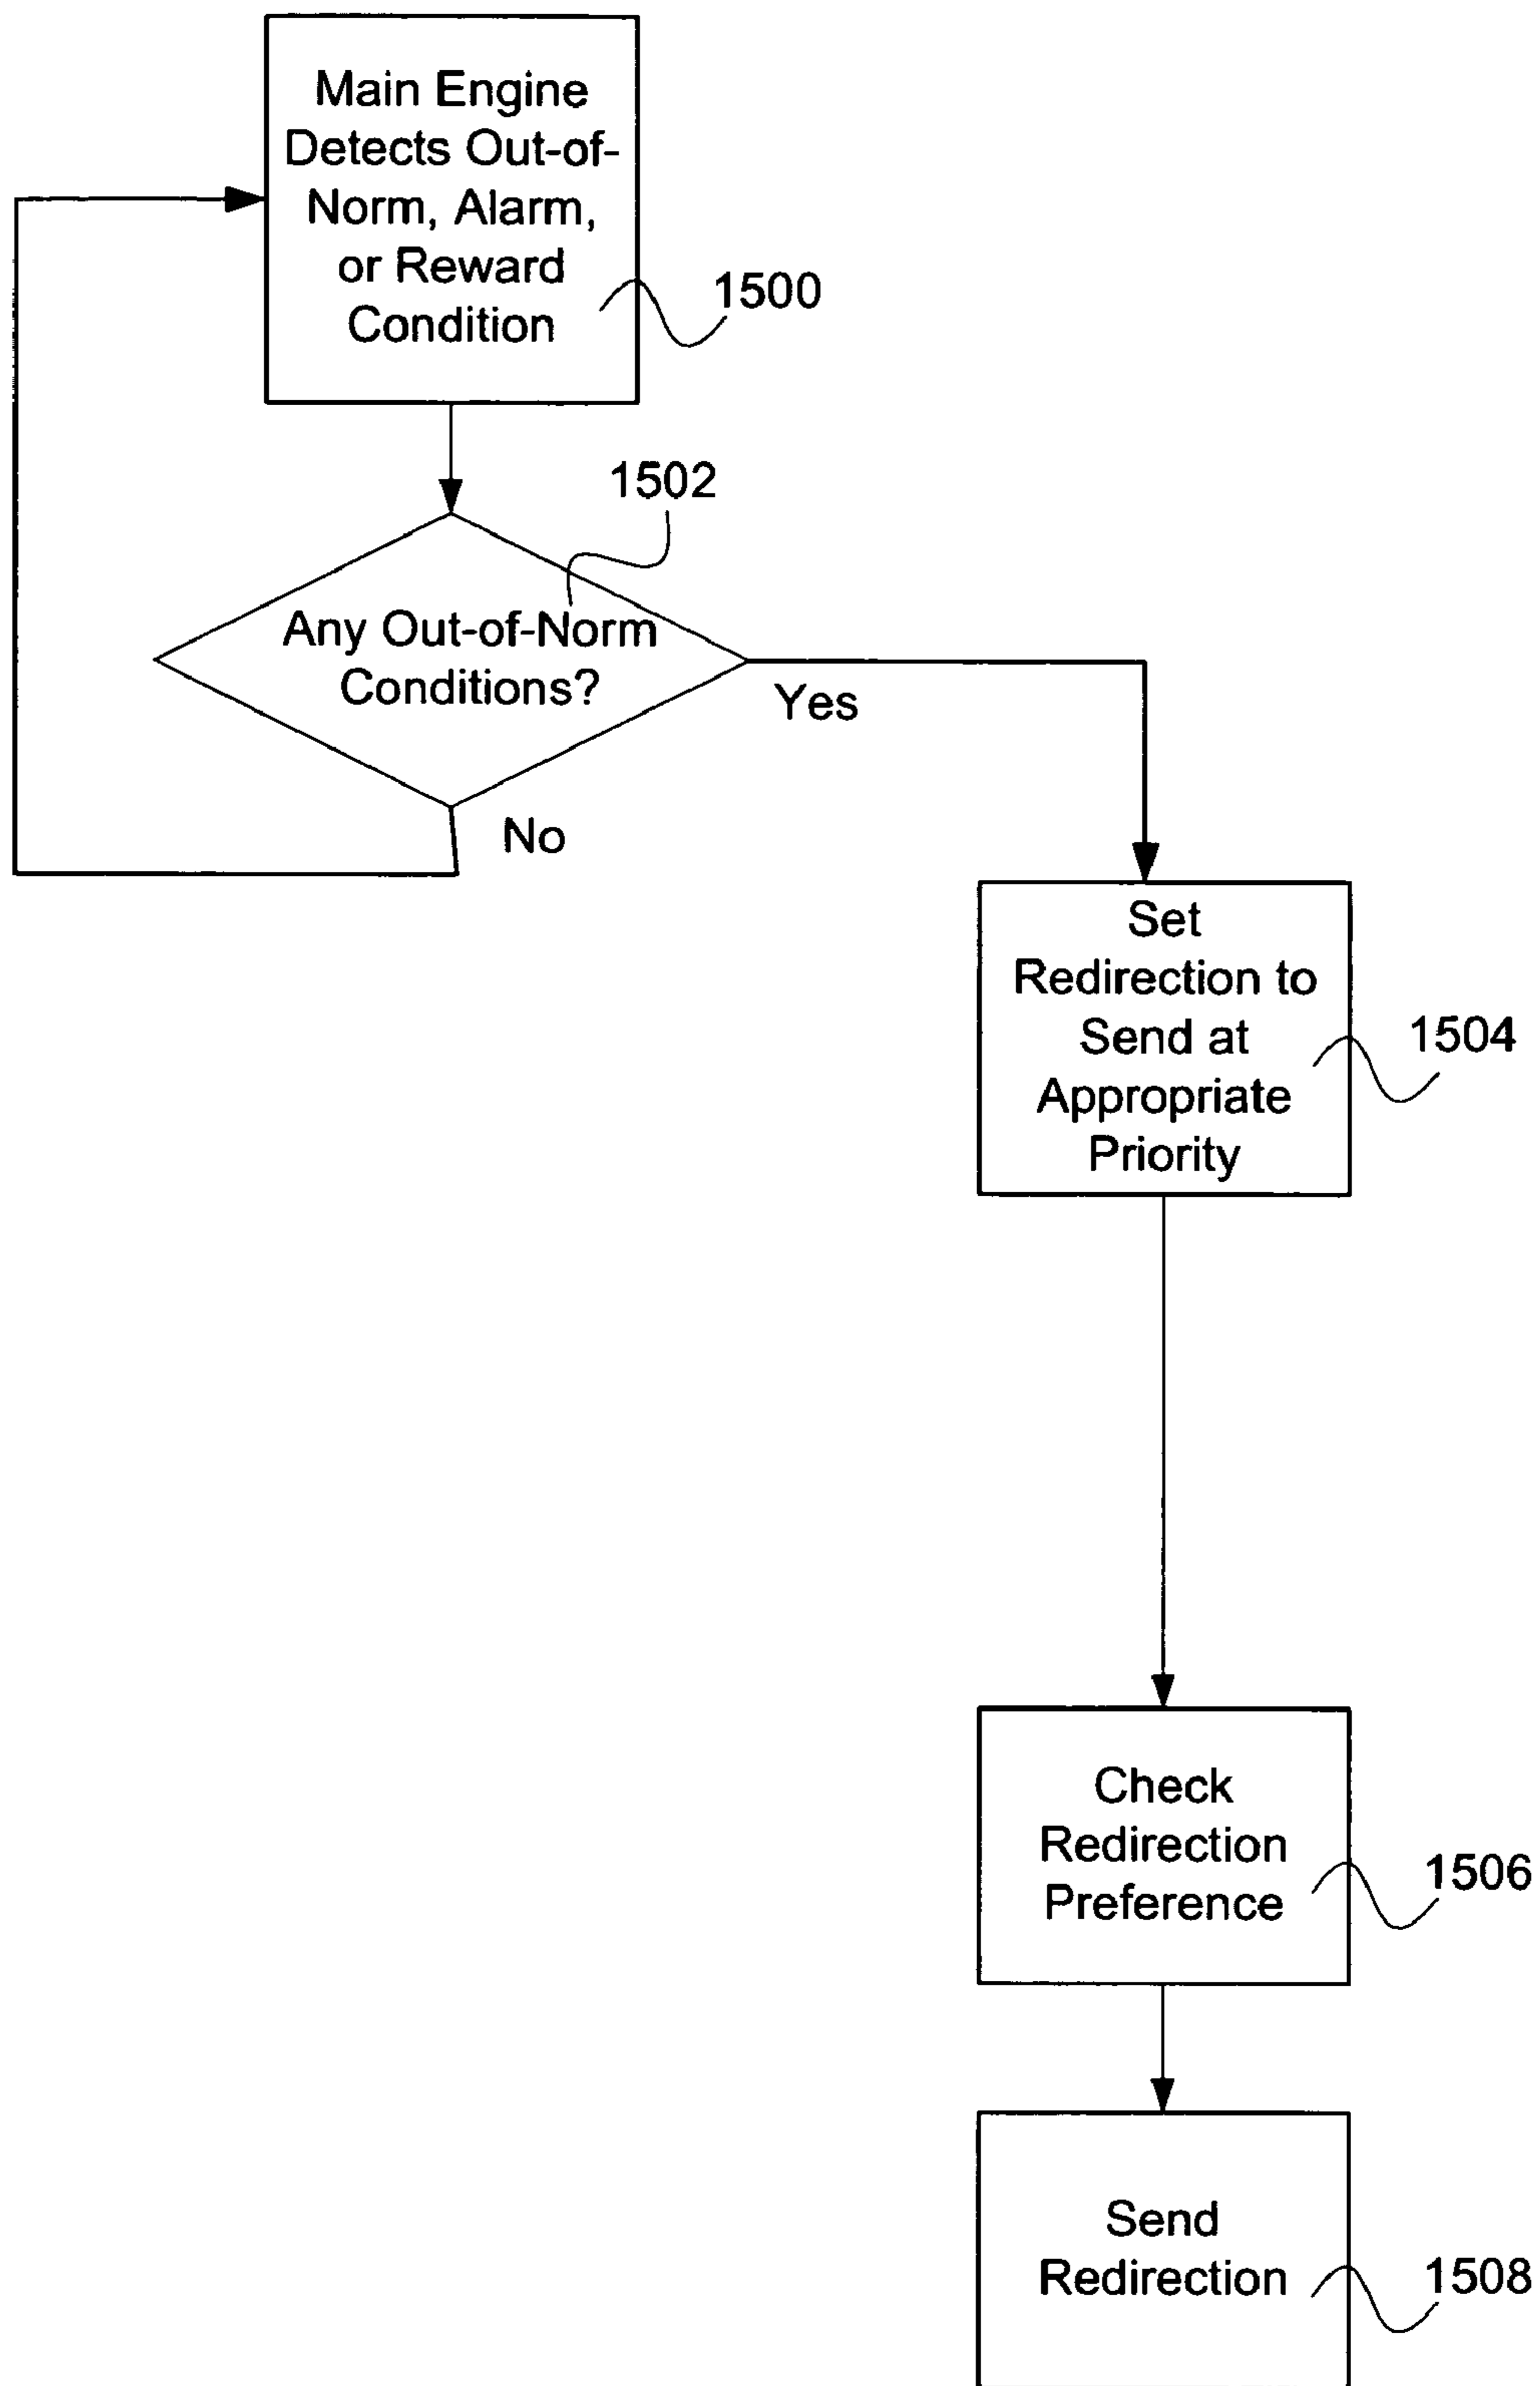 Main Engine
Detects Out-of-
Norm, Alarm,
or Reward
Condition
1500
1502
Any Out-of-Norm
Conditions?
Yes
No
Set
Redirection to
Send at
Appropriate
Priority
1504
Check
Redirection
Preference
1506
Send
Redirection
1508